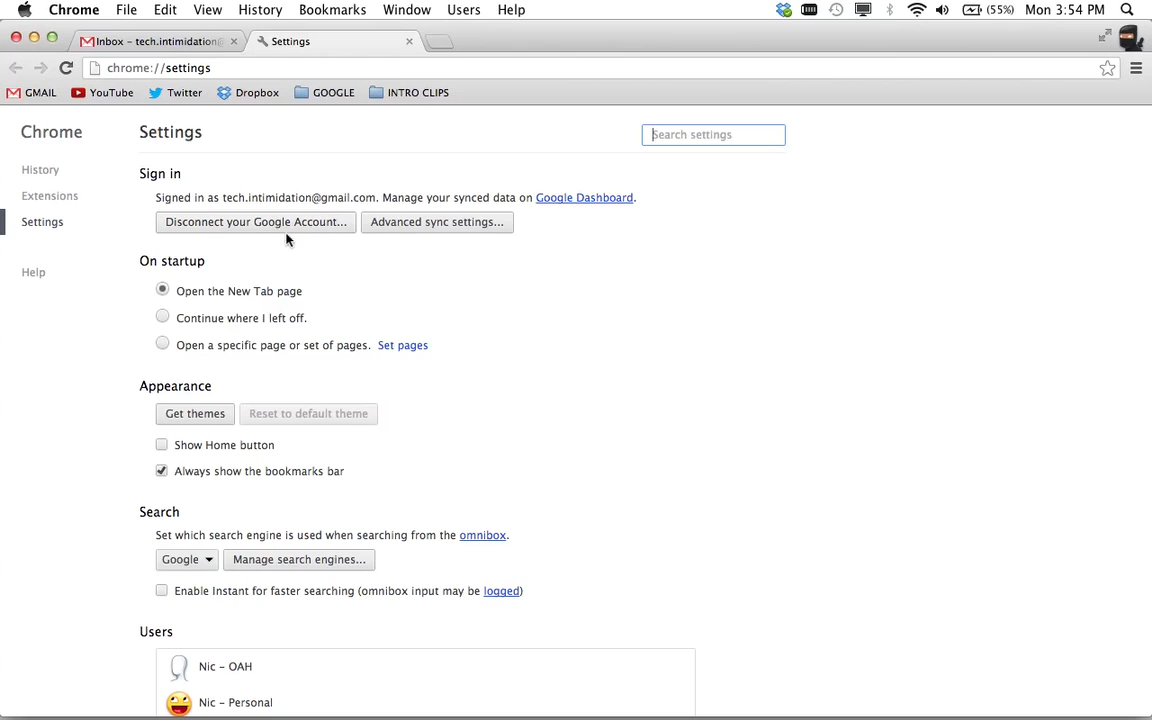 Chrome File Edit View History Bookmarks Window Users Help (55%) Mon 3:54 PM
Inbox – tech.intimidation@ Settings
chrome://settings
GMAIL YouTube Twitter Dropbox GOOGLE INTRO CLIPS
Chrome Settings Search settings
History
Extensions
Settings
Help
Sign in
Signed in as tech.intimidation@gmail.com. Manage your synced data on Google Dashboard.
Disconnect your Google Account... Advanced sync settings...
On startup
Open the New Tab page
Continue where I left off.
Open a specific page or set of pages. Set pages
Appearance
Get themes Reset to default theme
Show Home button
Always show the bookmarks bar
Search
Set which search engine is used when searching from the omnibox.
Google Manage search engines...
Enable Instant for faster searching (omnibox input may be logged)
Users
Nic – OAH
Nic – Personal